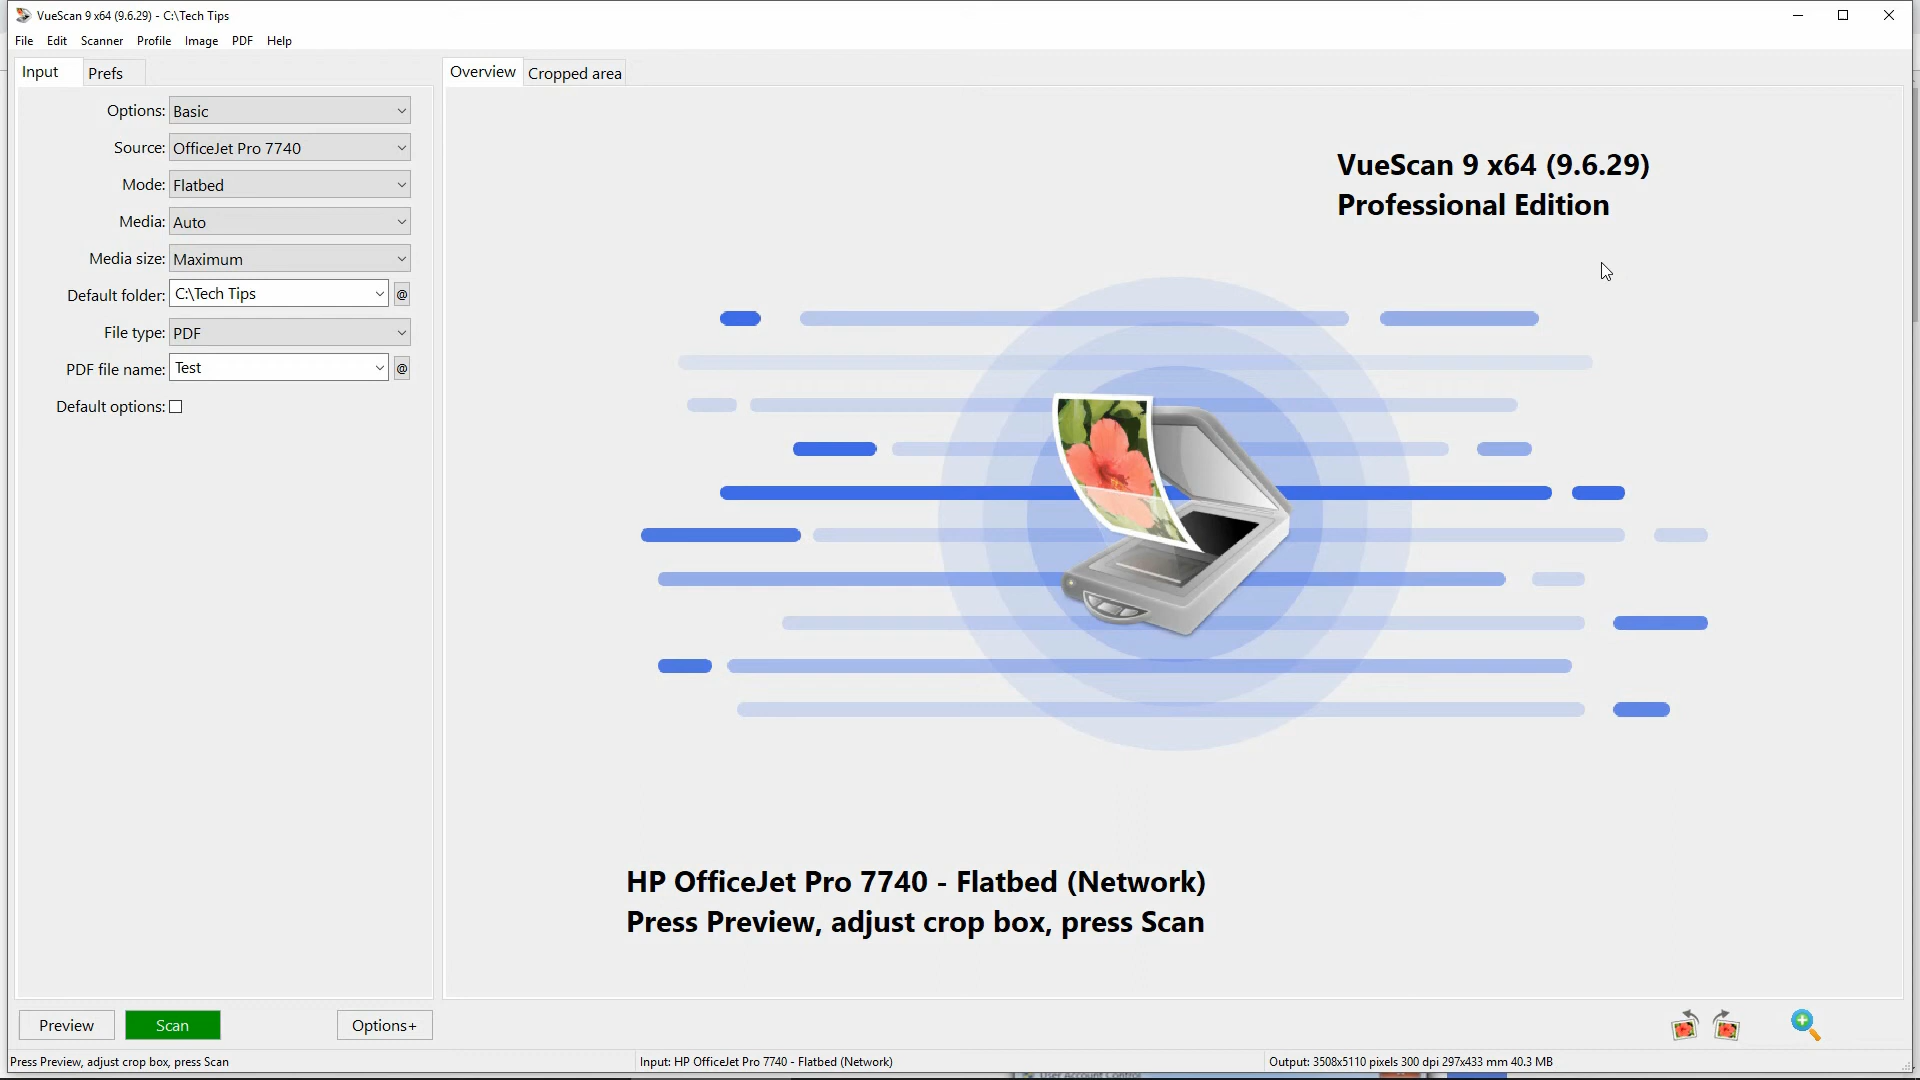 VueScan 9 x64 (9.6.29) - C:\Tech Tips
File Edit Scanner Profile Image PDF Help
Input Prefs
Overview Cropped area
Options: Basic
Source: OfficeJet Pro 7740
Mode: Flatbed
Media: Auto
Media size: Maximum
Default folder: C:\Tech Tips @
File type: PDF
PDF file name: Test @
Default options:
VueScan 9 x64 (9.6.29)
Professional Edition
HP OfficeJet Pro 7740 - Flatbed (Network)
Press Preview, adjust crop box, press Scan
Preview Scan Options+
Press Preview, adjust crop box, press Scan
Input: HP OfficeJet Pro 7740 - Flatbed (Network)
Output: 3508x5110 pixels 300 dpi 297x433 mm 40.3 MB
User Account Control